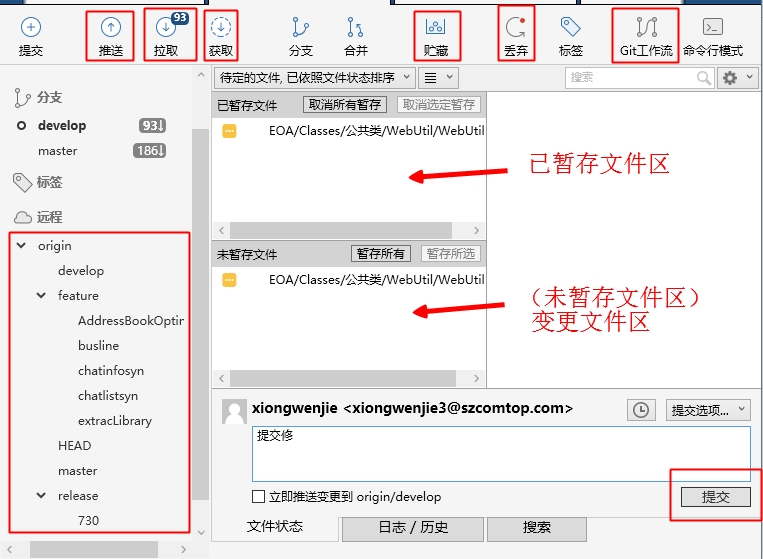 93
提交
推送
拉取
获取
分支
合并
贮藏
丢弃
标签
Git工作流
命令行模式
待定的文件, 已依照文件状态排序
搜索
分支
develop 93↓
master 186↓
标签
远程
origin
develop
feature
AddressBookOptin
busline
chatinfosyn
chatlistsyn
extracLibrary
HEAD
master
release
730
已暂存文件 取消所有暂存 取消选定暂存
EOA/Classes/公共类/WebUtil/WebUtil
已暂存文件区
未暂存文件 暂存所有 暂存所选
EOA/Classes/公共类/WebUtil/WebUtil
（未暂存文件区）
变更文件区
xiongwenjie <xiongwenjie3@szcomtop.com>
提交选项...
提交修
立即推送变更到 origin/develop
提交
文件状态
日志 / 历史
搜索